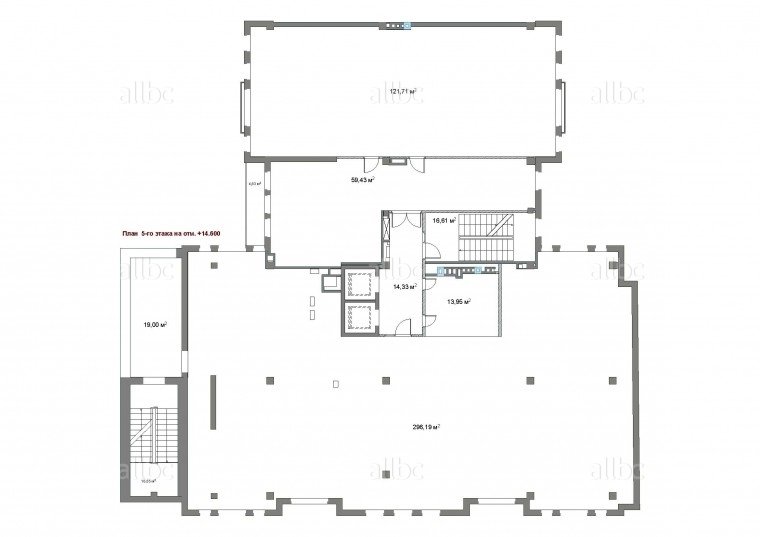 allbc allbc allbc
121,71 м²
59,43 м²
16,61 м²
План 5-го этажа на отм. +14.600
allbc allbc allbc
14,33 м²
13,95 м²
19,00 м²
296,19 м²
allbc allbc allbc